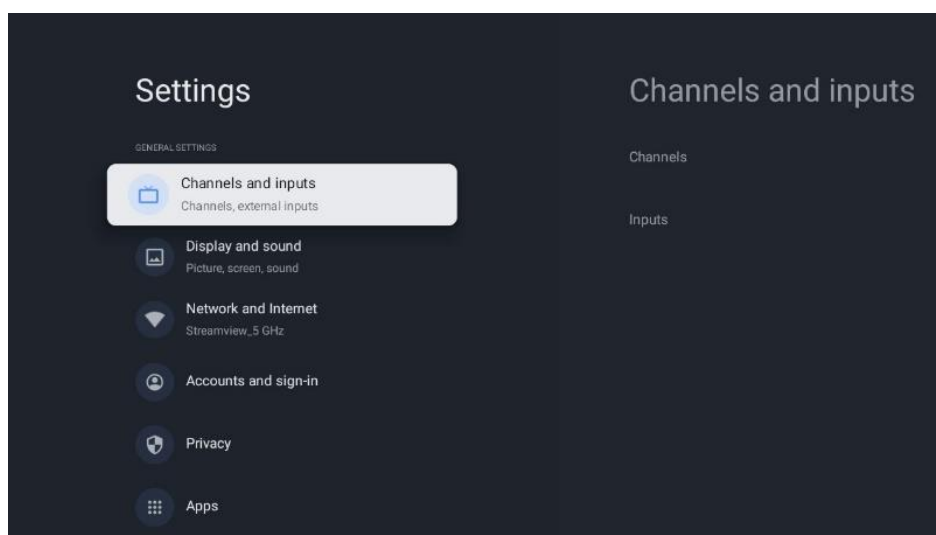 Settings
GENERAL SETTINGS
Channels and inputs
Channels, external inputs
Display and sound
Picture, screen, sound
Network and Internet
Streamview_5 GHz
Accounts and sign-in
Privacy
Apps
Channels and inputs
Channels
Inputs